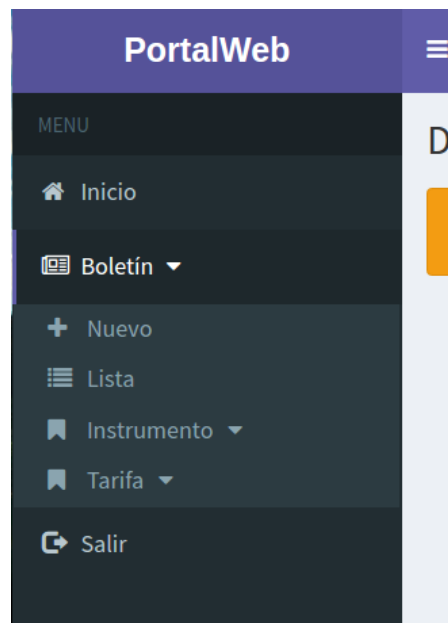 PortalWeb
MENU
D
Inicio
Boletín
Nuevo
Lista
Instrumento
Tarifa
Salir